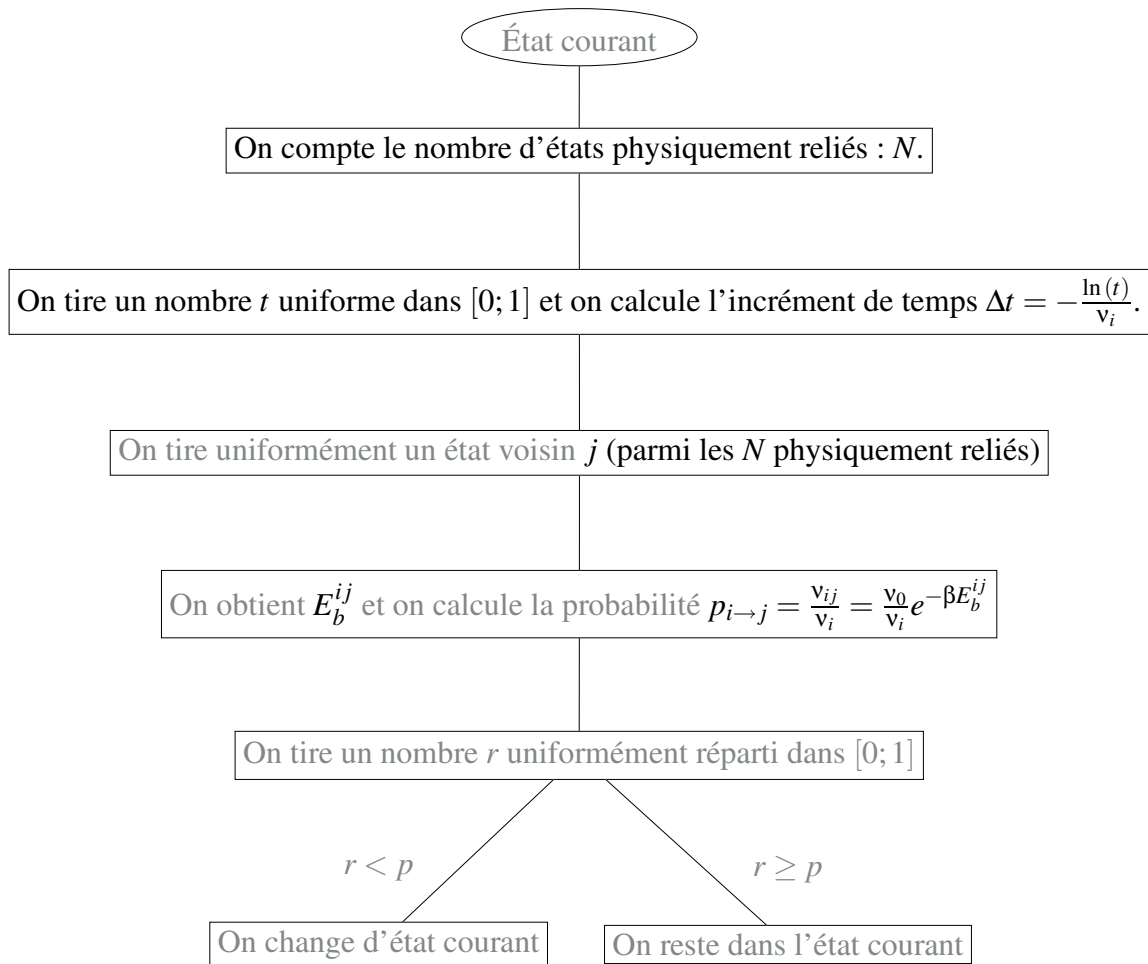 État courant
On compte le nombre d'états physiquement reliés : N.
On tire un nombre t uniforme dans [0;1] et on calcule l'incrément de temps Δt = −ln(t)/ν_i.
On tire uniformément un état voisin j (parmi les N physiquement reliés)
On obtient E_b^{ij} et on calcule la probabilité p_{i→j} = ν_{ij}/ν_i = ν_0/ν_i e^{−βE_b^{ij}}
On tire un nombre r uniformément réparti dans [0;1]
r < p
r ≥ p
On change d'état courant
On reste dans l'état courant